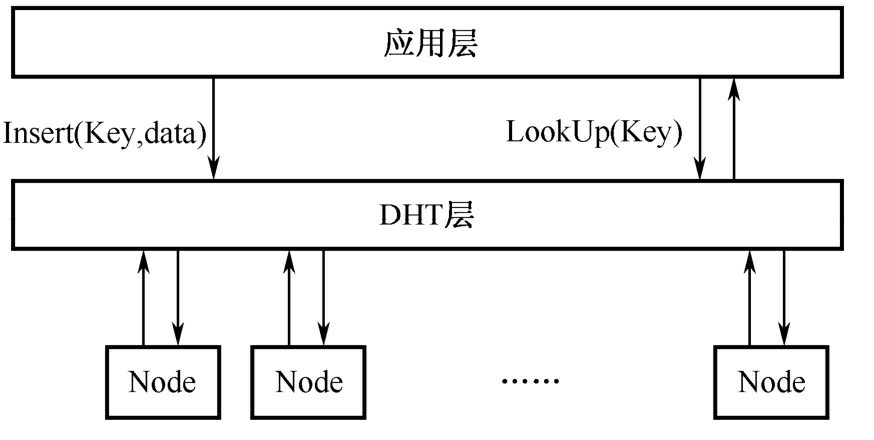 应用层
Insert(Key,data)
LookUp(Key)
DHT层
Node
Node
……
Node